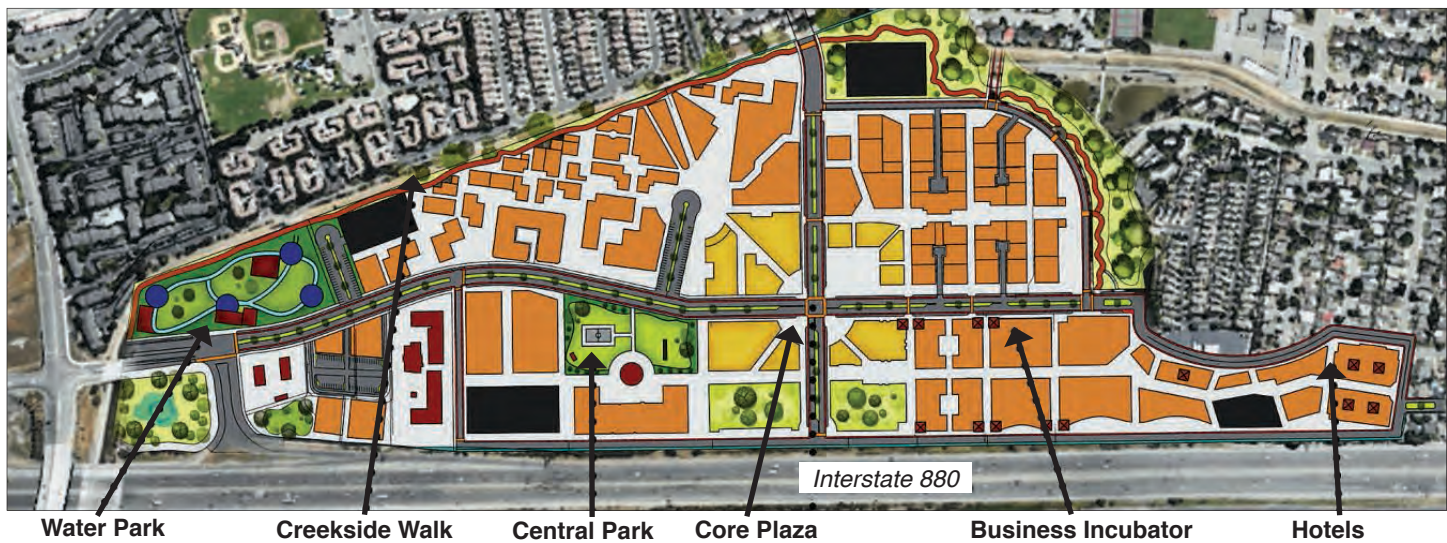 Interstate 880
Water Park
Creekside Walk
Central Park
Core Plaza
Business Incubator
Hotels